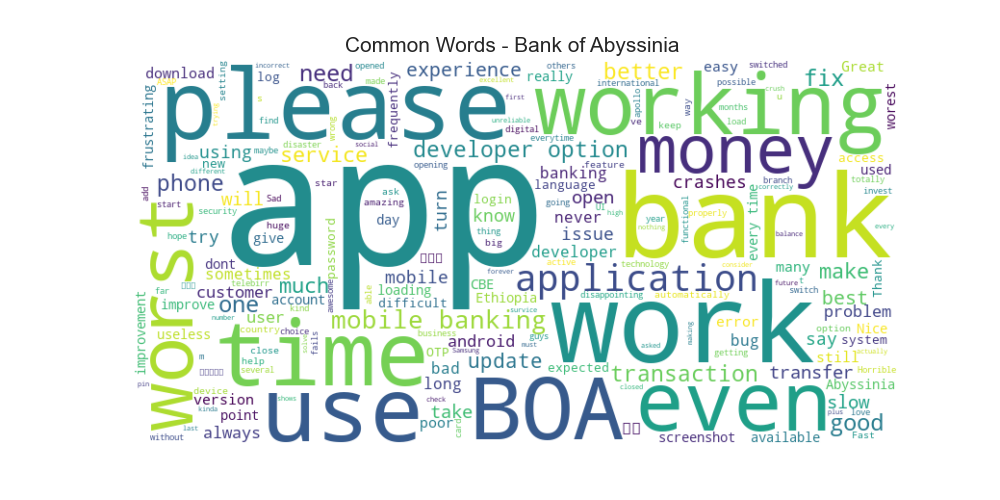 Common Words - Bank of Abyssinia
app
please
working
bank
work
BOA
use
time
worst
even
money
application
developer option
mobile banking
experience
better
fix
Great
need
download
log
setting
back
made
opened
incorrect
others
excellent
first
international
switched
possible
easy
really
unreliable
digital
everytime
ve
apollo
keep
months
way
load
crush
u
worest
frustrating
s
find
ASAP
trying
wrong
frequently
using
new
maybe
disaster
social
idea
different
service
phone
add
start
security
will
star
Sad
huge
hope
try
give
dont
sometimes
password
turn
ask
amazing
day
opening
feature
login
know
thing
big
banking
language
going
UI
high
open
never
issue
developer
crashes
year
nothing
functional
properly
every time
correctly
branch
access
used
totally
invest
balance
every
technology
consider
active
many
make
future
Thank
t
switch
automatically
disappointing
best
problem
error
bug
say
option
Nice
system
still
actually
getting
transaction
transfer
Horrible
Abyssinia
slow
good
plus
love
Fast
closed
available
screenshot
mobile
CBE
Ethiopia
forever
loading
difficult
able
awesome
much
customer
telebirr
far
improve
account
one
kind
number
user
business
survice
guys
must
asked
making
improvement
useless
country
choice
fails
solve
m
close
help
several
OTP
android
Samsung
update
expected
bad
long
check
shows
device
pin
kinda
version
point
last
without
always
poor
card
take